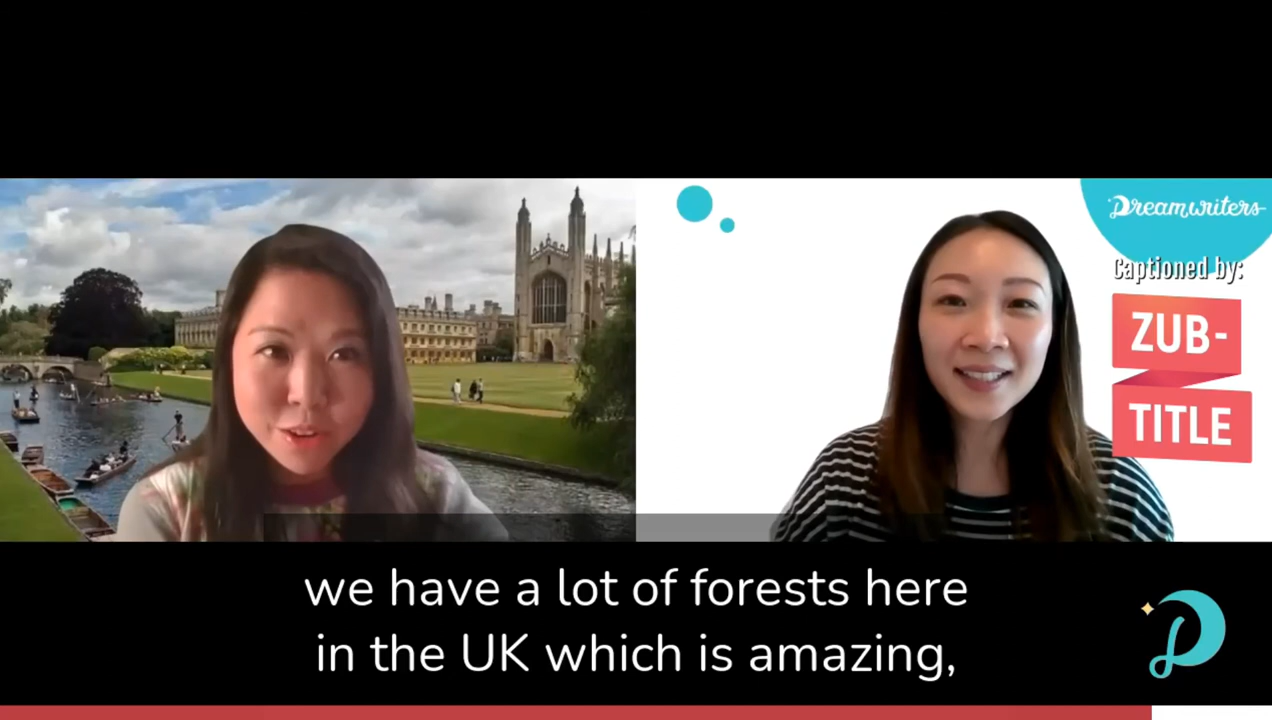 Dreamwriters
Captioned by:
ZUB-
TITLE
we have a lot of forests here
in the UK which is amazing,